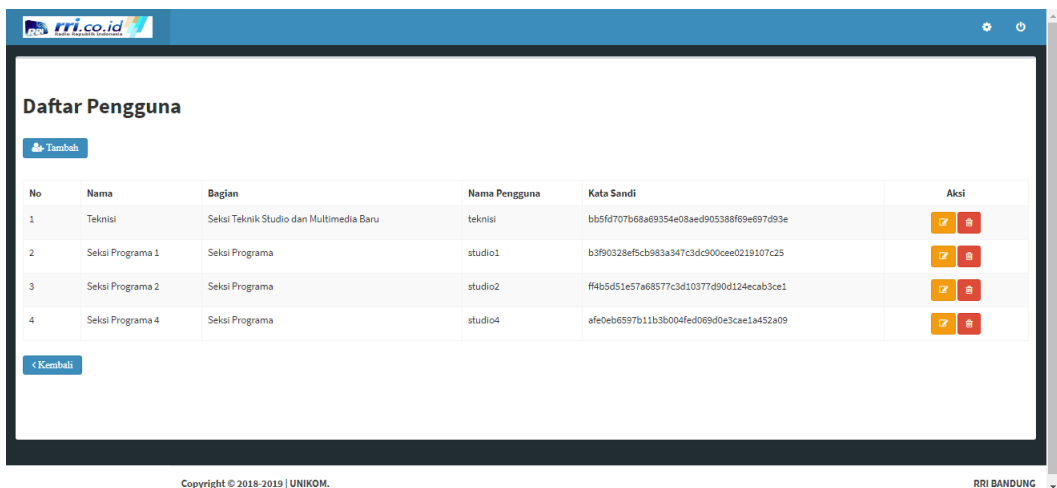 RRI rri.co.id
Radio Republik Indonesia
Daftar Pengguna
Tambah
No Nama Bagian Nama Pengguna Kata Sandi Aksi
1 Teknisi Seksi Teknik Studio dan Multimedia Baru teknisi bb5fd707b68a69354e08aed905388f69e697d93e
2 Seksi Programa 1 Seksi Programa studio1 b3f90328ef5cb983a347c3dc900cee0219107c25
3 Seksi Programa 2 Seksi Programa studio2 ff4b5d51e57a68577c3d10377d90d124ecab3ce1
4 Seksi Programa 4 Seksi Programa studio4 afe0eb6597b11b3b004fed069d0e3cae1a452a09
< Kembali
Copyright © 2018-2019 | UNIKOM. RRI BANDUNG